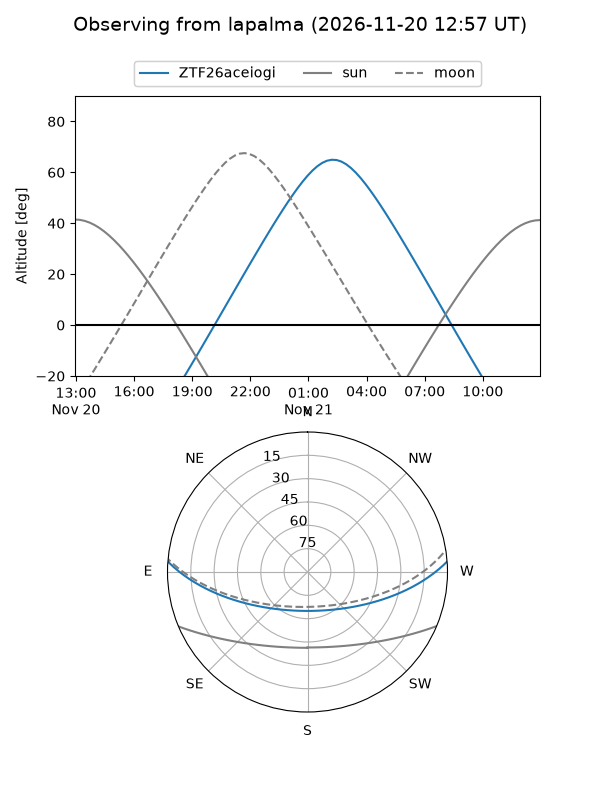 Observing from lapalma (2026-11-20 12:57 UT)
ZTF26aceiogi sun moon
Altitude [deg]
80
60
40
20
0
−20
13:00 16:00 19:00 22:00 01:00 04:00 07:00 10:00
Nov 20 Nov 21
N
NE NW
15
30
45
60
75
E W
SE SW
S